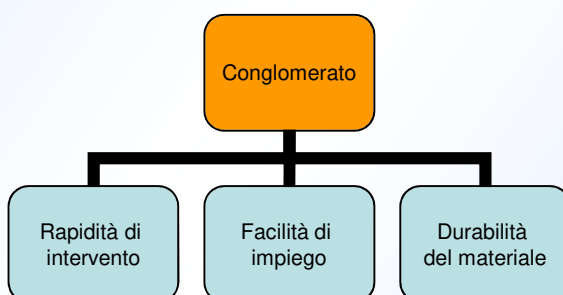 Conglomerato
Rapidità di
intervento
Facilità di
impiego
Durabilità
del materiale